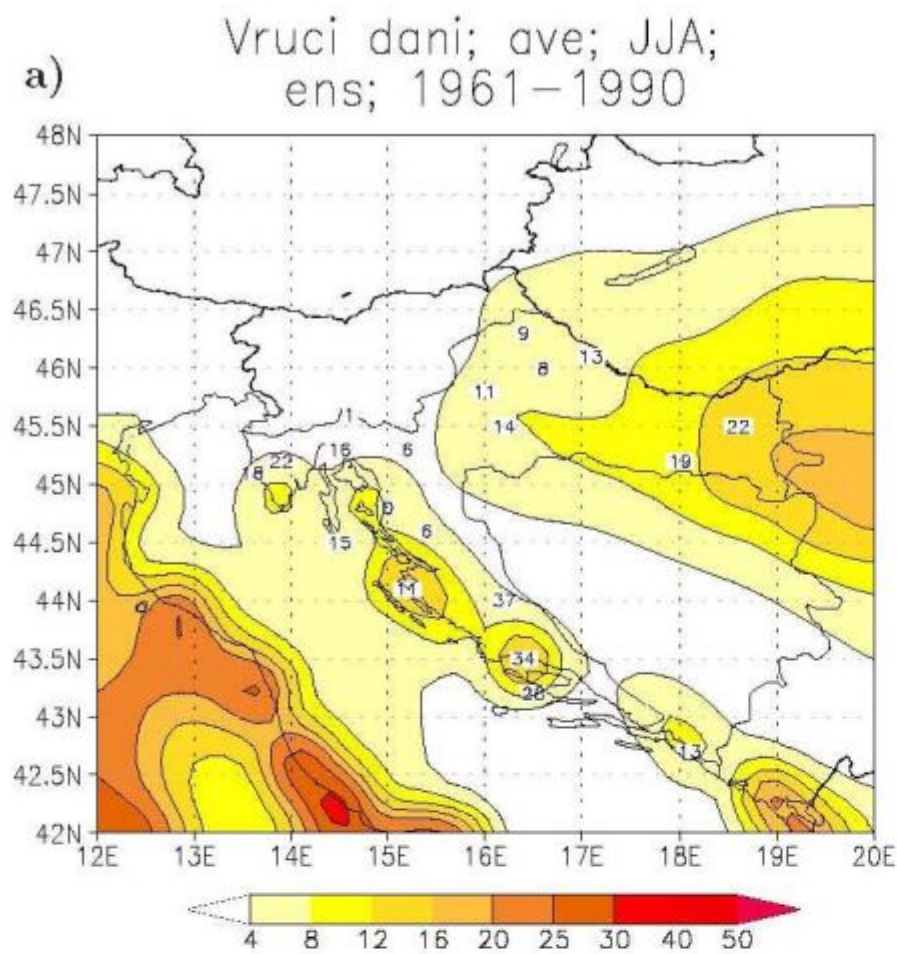 Vruci dani; ave; JJA;
a)
ens; 1961–1990
48N
47.5N
47N
46.5N
9
13
46N
8
11
45.5N
14
22
1
16
6
19
22
18
45N
6
15
44.5N
11
44N
37
43.5N
34
28
43N
13
42.5N
42N
12E 13E 14E 15E 16E 17E 18E 19E 20E
4 8 12 16 20 25 30 40 50